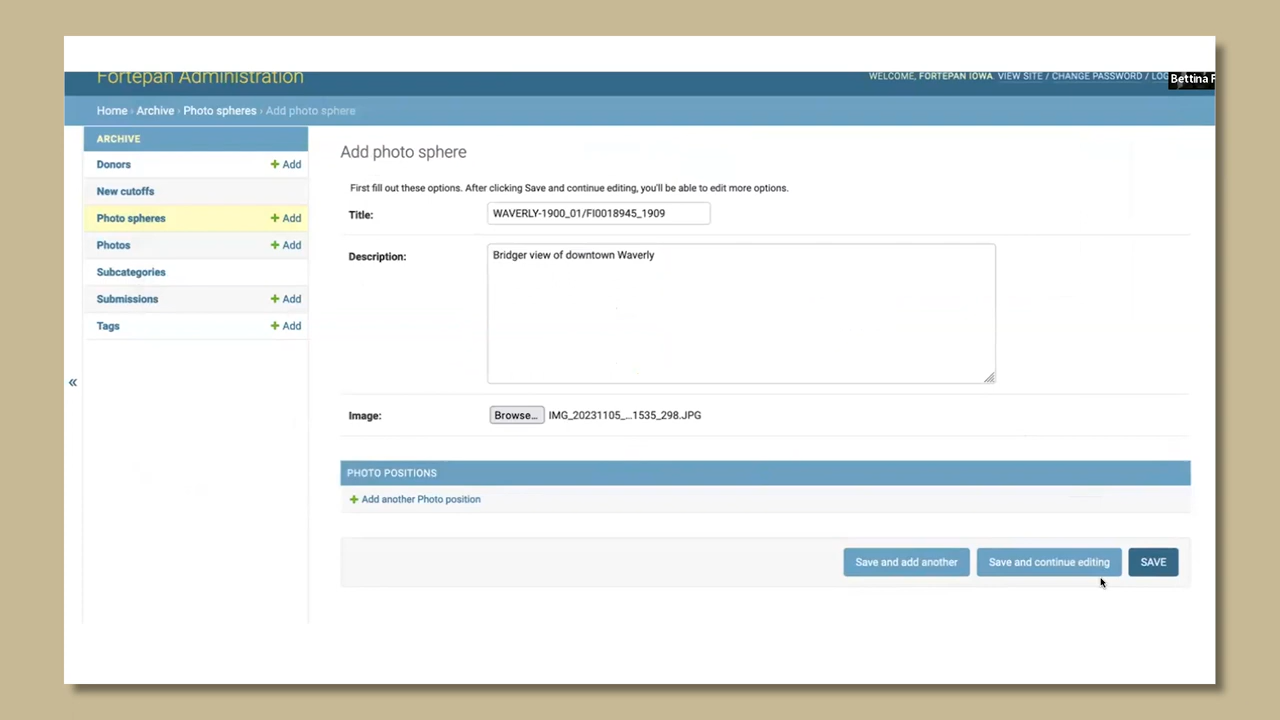 Fortepan Administration
WELCOME, FORTEPAN IOWA. VIEW SITE / CHANGE PASSWORD / LOG
Bettina F
Home › Archive › Photo spheres › Add photo sphere
ARCHIVE
Donors + Add
New cutoffs
Photo spheres + Add
Photos + Add
Subcategories
Submissions + Add
Tags + Add
«
Add photo sphere
First fill out these options. After clicking Save and continue editing, you'll be able to edit more options.
Title: WAVERLY-1900_01/FI0018945_1909
Description: Bridger view of downtown Waverly
Image: Browse... IMG_20231105_...1535_298.JPG
PHOTO POSITIONS
+ Add another Photo position
Save and add another Save and continue editing SAVE